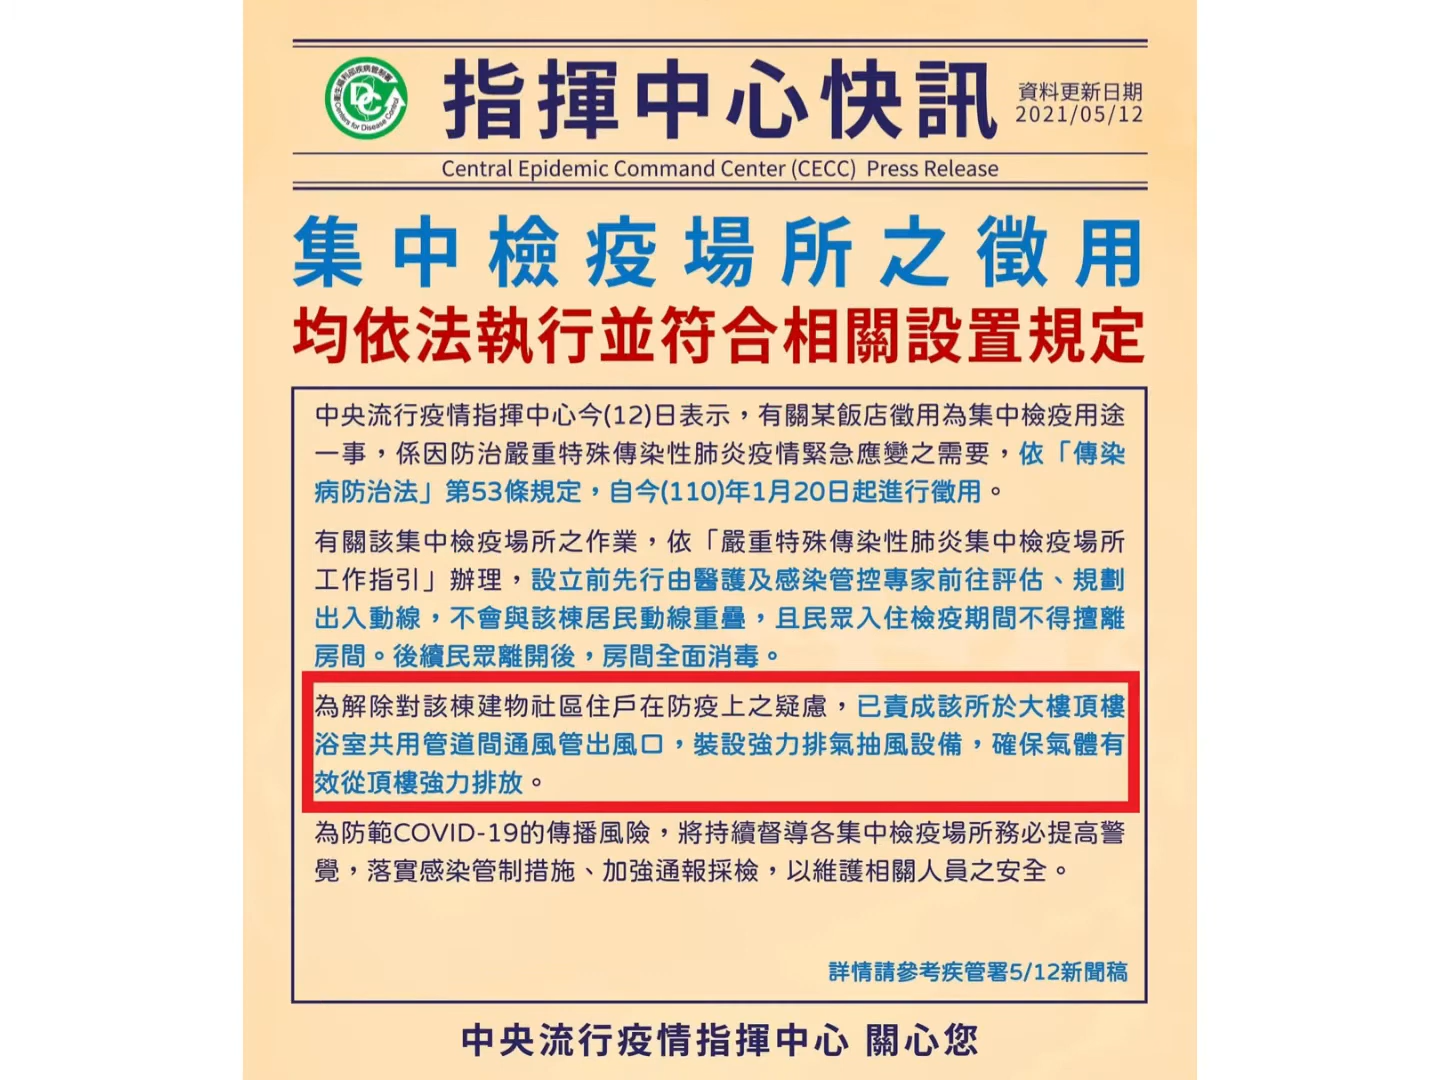 衛生福利部疾病管制署
Centers for Disease Control
指揮中心快訊
資料更新日期
2021/05/12
Central Epidemic Command Center (CECC) Press Release
集中檢疫場所之徵用
均依法執行並符合相關設置規定
中央流行疫情指揮中心今(12)日表示，有關某飯店徵用為集中檢疫用途
一事，係因防治嚴重特殊傳染性肺炎疫情緊急應變之需要，依「傳染
病防治法」第53條規定，自今(110)年1月20日起進行徵用。
有關該集中檢疫場所之作業，依「嚴重特殊傳染性肺炎集中檢疫場所
工作指引」辦理，設立前先行由醫護及感染管控專家前往評估、規劃
出入動線，不會與該棟居民動線重疊，且民眾入住檢疫期間不得擅離
房間。後續民眾離開後，房間全面消毒。
為解除對該棟建物社區住戶在防疫上之疑慮，已責成該所於大樓頂樓
浴室共用管道間通風管出風口，裝設強力排氣抽風設備，確保氣體有
效從頂樓強力排放。
為防範COVID-19的傳播風險，將持續督導各集中檢疫場所務必提高警
覺，落實感染管制措施、加強通報採檢，以維護相關人員之安全。
詳情請參考疾管署5/12新聞稿
中央流行疫情指揮中心 關心您